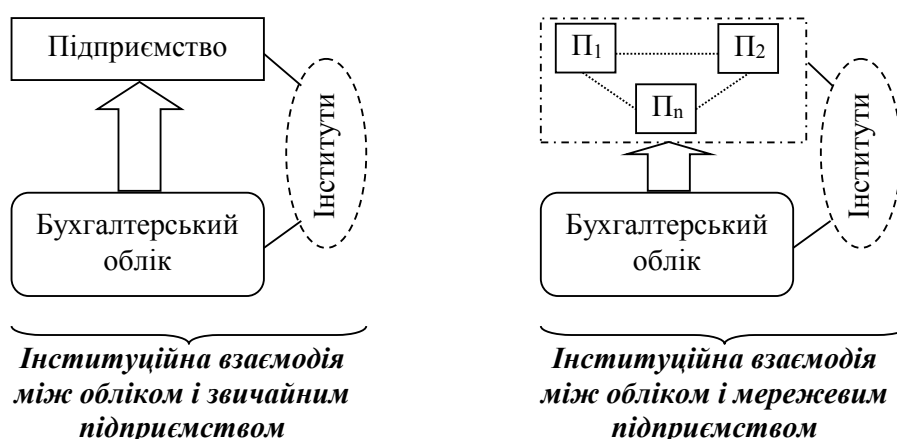 Підприємство
Інститути
Бухгалтерський
облік
Інституційна взаємодія
між обліком і звичайним
підприємством
П1
П2
Пn
Інститути
Бухгалтерський
облік
Інституційна взаємодія
між обліком і мережевим
підприємством